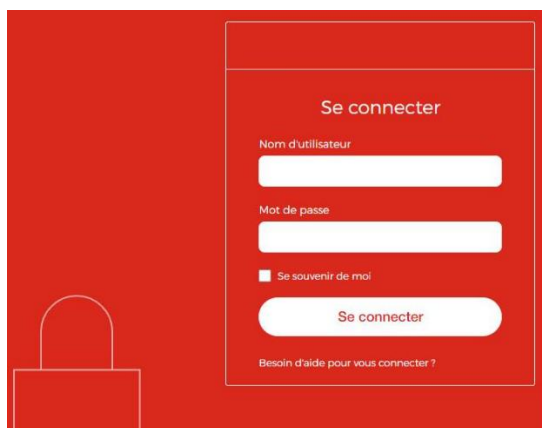 Se connecter
Nom d'utilisateur
Mot de passe
Se souvenir de moi
Se connecter
Besoin d'aide pour vous connecter ?